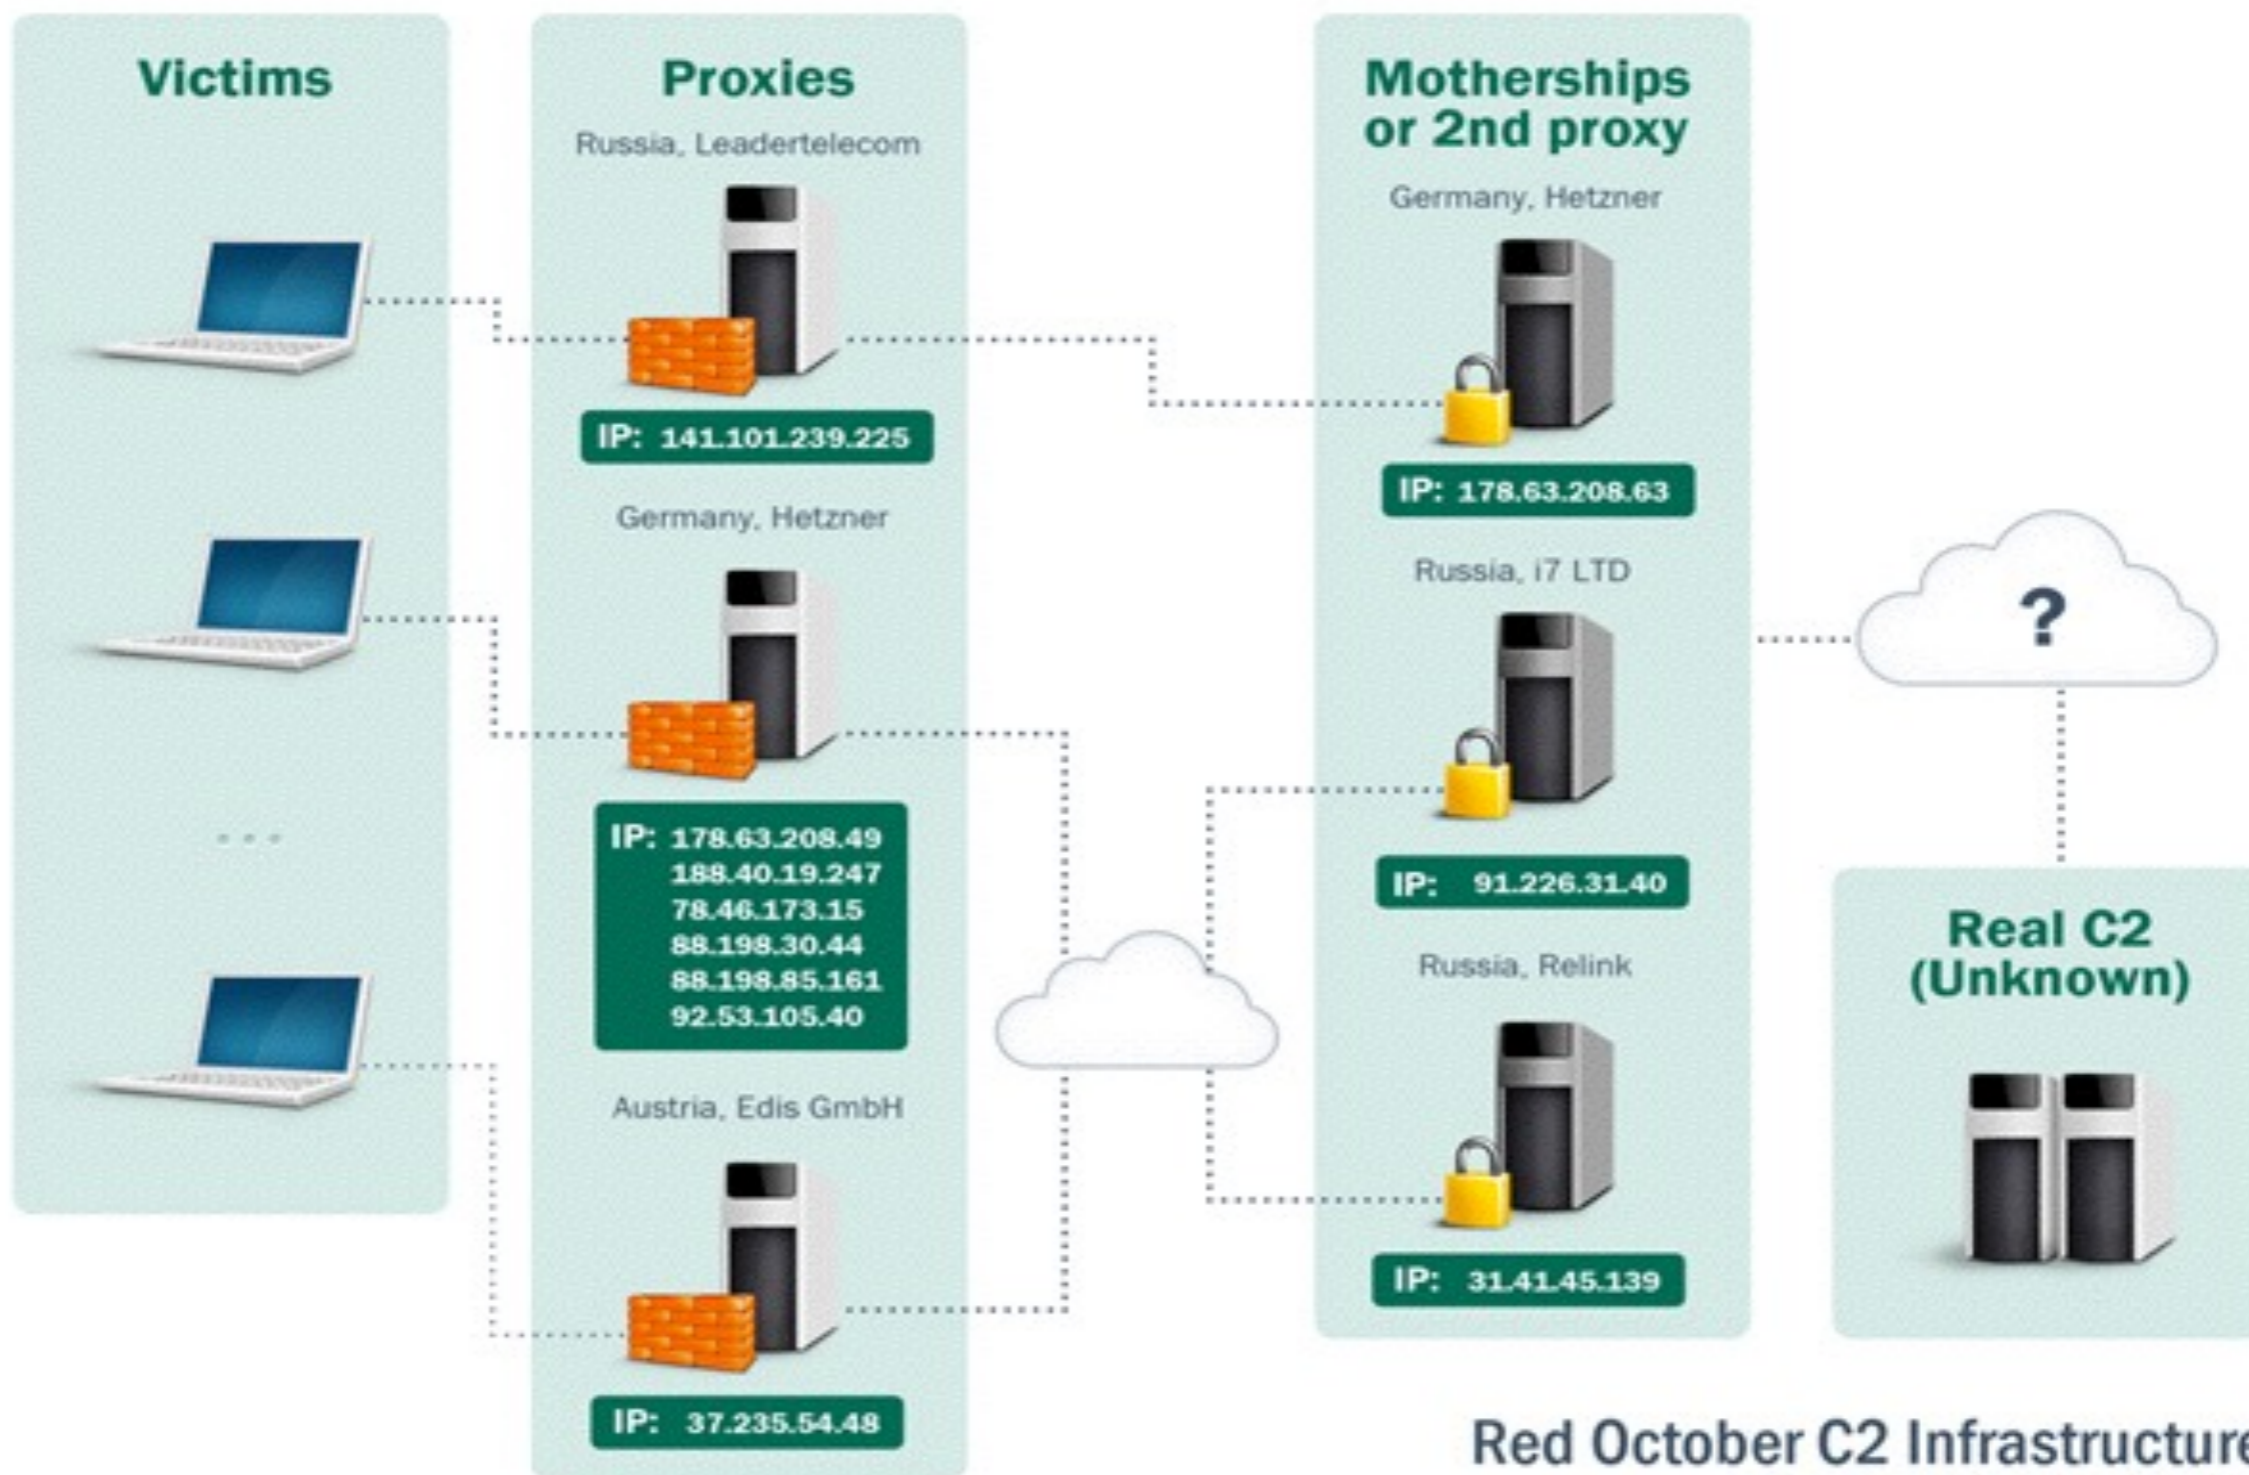 Victims
Proxies
Russia, Leadertelecom
IP: 141.101.239.225
Germany, Hetzner
IP: 178.63.208.49
188.40.19.247
78.46.173.15
88.198.30.44
88.198.85.161
92.53.105.40
Austria, Edis GmbH
IP: 37.235.54.48
Motherships
or 2nd proxy
Germany, Hetzner
IP: 178.63.208.63
Russia, i7 LTD
IP: 91.226.31.40
Russia, Relink
IP: 31.41.45.139
?
Real C2
(Unknown)
Red October C2 Infrastructure